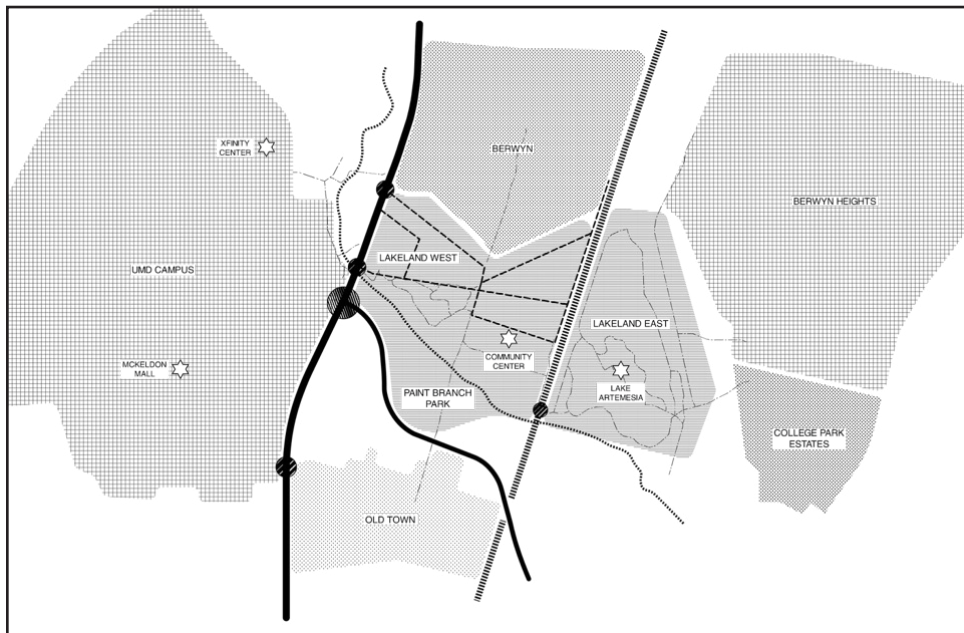 XFINITY
CENTER
BERWYN
BERWYN HEIGHTS
LAKELAND WEST
UMD CAMPUS
LAKELAND EAST
COMMUNITY
CENTER
MCKELDON
MALL
LAKE
ARTEMESIA
PAINT BRANCH
PARK
COLLEGE PARK
ESTATES
OLD TOWN